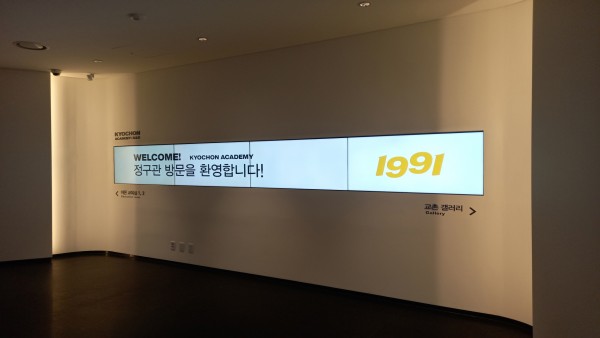 KYOCHON
WELCOME! KYOCHON ACADEMY
정구관 방문을 환영합니다!
1991
교촌 갤러리
Gallery